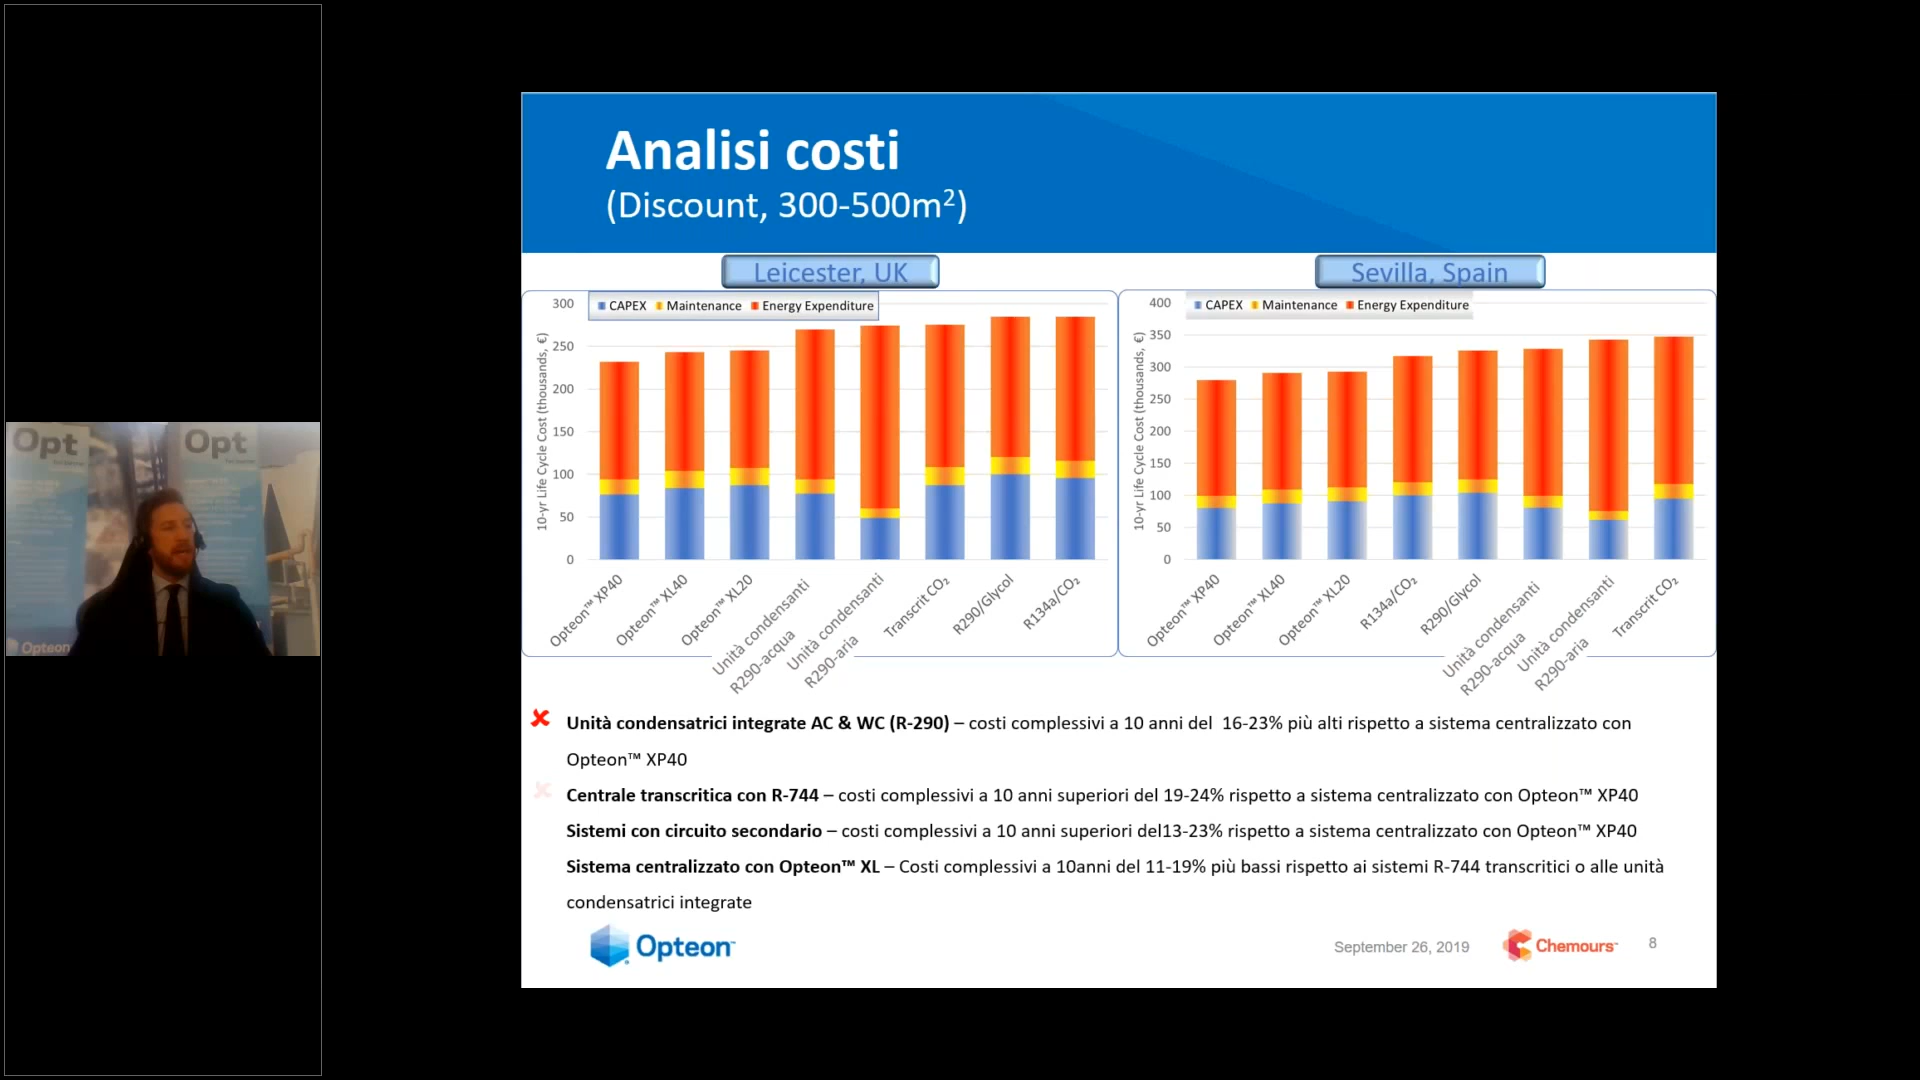 Opt
Opt
Opteon
Analisi costi
(Discount, 300-500m²)
Leicester, UK
CAPEX Maintenance Energy Expenditure
10-yr Life Cycle Cost (thousands, €)
300
250
200
150
100
50
0
Opteon™ XP40
Opteon™ XL40
Opteon™ XL20
Unità condensanti
R290-acqua
Unità condensanti
R290-aria
Transcrit CO₂
R290/Glycol
R134a/CO₂
Sevilla, Spain
CAPEX Maintenance Energy Expenditure
10-yr Life Cycle Cost (thousands, €)
400
350
300
250
200
150
100
50
0
Opteon™ XP40
Opteon™ XL40
Opteon™ XL20
R134a/CO₂
R290/Glycol
Unità condensanti
R290-acqua
Unità condensanti
R290-aria
Transcrit CO₂
Unità condensatrici integrate AC & WC (R-290) – costi complessivi a 10 anni del 16-23% più alti rispetto a sistema centralizzato con
Opteon™ XP40
Centrale transcritica con R-744 – costi complessivi a 10 anni superiori del 19-24% rispetto a sistema centralizzato con Opteon™ XP40
Sistemi con circuito secondario – costi complessivi a 10 anni superiori del13-23% rispetto a sistema centralizzato con Opteon™ XP40
Sistema centralizzato con Opteon™ XL – Costi complessivi a 10anni del 11-19% più bassi rispetto ai sistemi R-744 transcritici o alle unità
condensatrici integrate
Opteon™
September 26, 2019
Chemours™
8